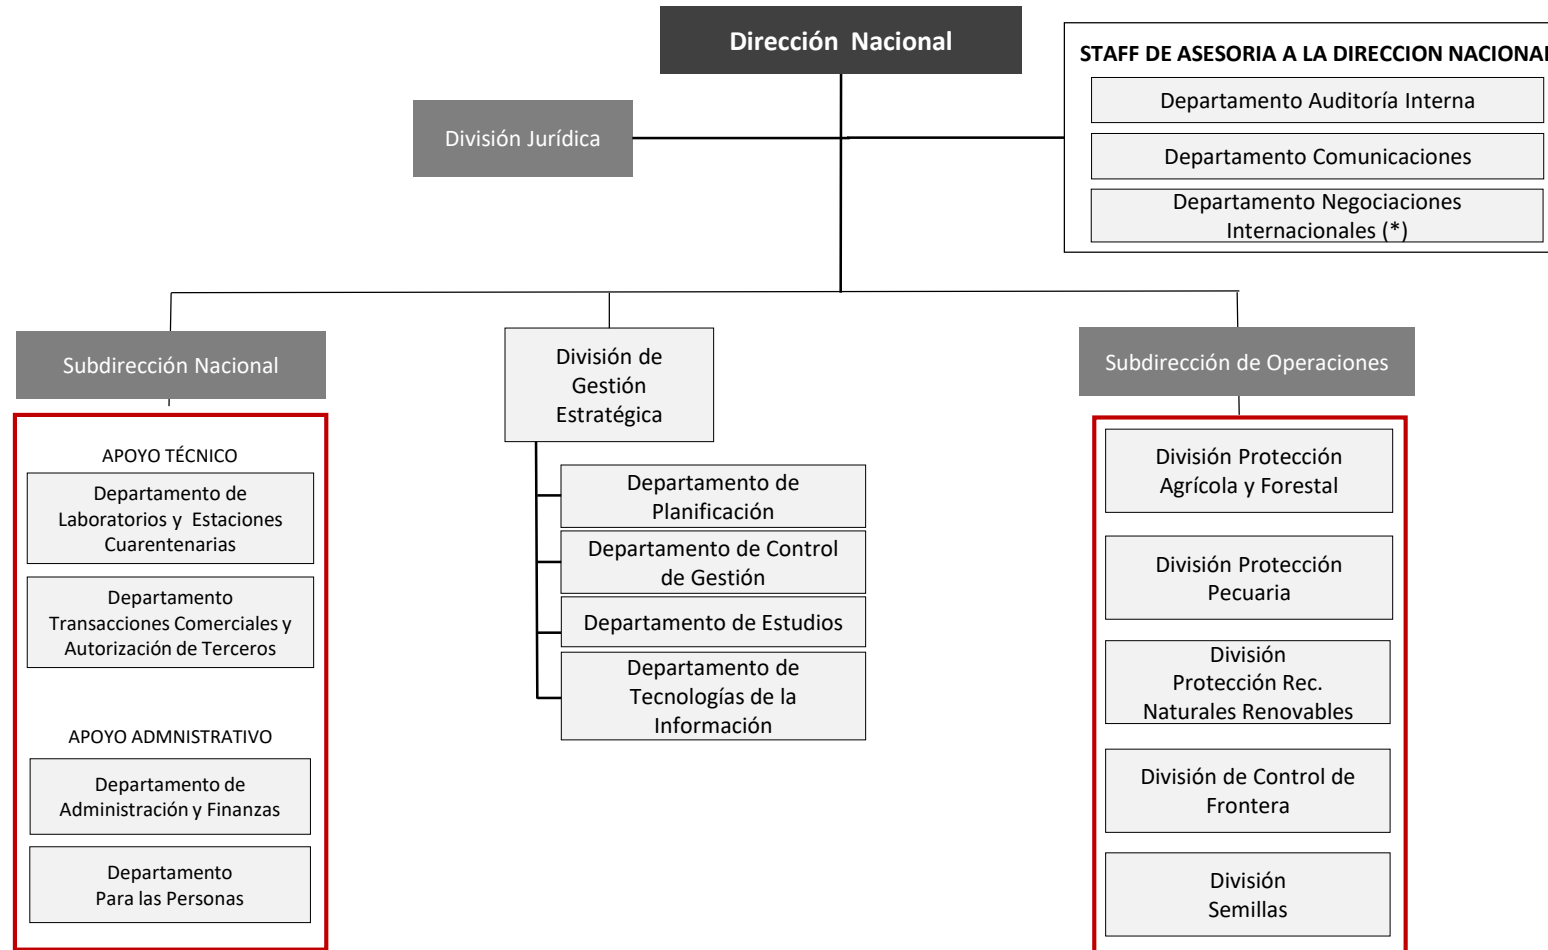 Dirección Nacional
STAFF DE ASESORIA A LA DIRECCION NACIONAL
Departamento Auditoría Interna
División Jurídica
Departamento Comunicaciones
Departamento Negociaciones
Internacionales (*)
Subdirección Nacional
División de
Gestión
Estratégica
Subdirección de Operaciones
APOYO TÉCNICO
Departamento de
Laboratorios y Estaciones
Cuarentenarias
Departamento
Transacciones Comerciales y
Autorización de Terceros
APOYO ADMNISTRATIVO
Departamento de
Administración y Finanzas
Departamento
Para las Personas
Departamento de
Planificación
Departamento de Control
de Gestión
Departamento de Estudios
Departamento de
Tecnologías de la
Información
División Protección
Agrícola y Forestal
División Protección
Pecuaria
División
Protección Rec.
Naturales Renovables
División de Control de
Frontera
División
Semillas